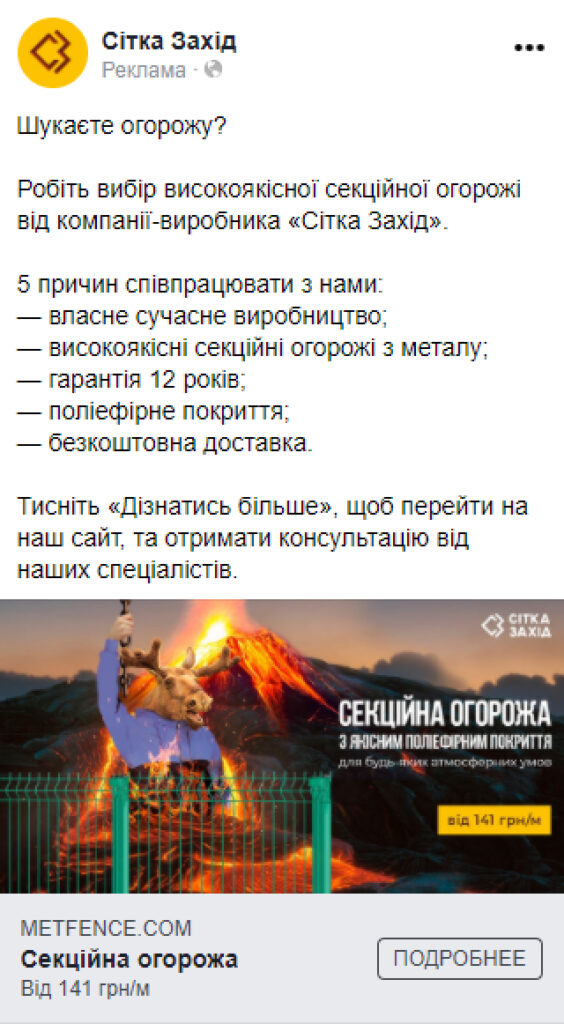 Сітка Захід
Реклама ·
Шукаєте огорожу?
Робіть вибір високоякісної секційної огорожі
від компанії-виробника «Сітка Захід».
5 причин співпрацювати з нами:
— власне сучасне виробництво;
— високоякісні секційні огорожі з металу;
— гарантія 12 років;
— поліефірне покриття;
— безкоштовна доставка.
Тисніть «Дізнатись більше», щоб перейти на
наш сайт, та отримати консультацію від
наших спеціалістів.
СІТКА
ЗАХІД
СЕКЦІЙНА ОГОРОЖА
З ЯКІСНИМ ПОЛІЕФІРНИМ ПОКРИТТЯ
для будь-яких атмосферних умов
від 141 грн/м
METFENCE.COM
Секційна огорожа
Від 141 грн/м
ПОДРОБНЕЕ